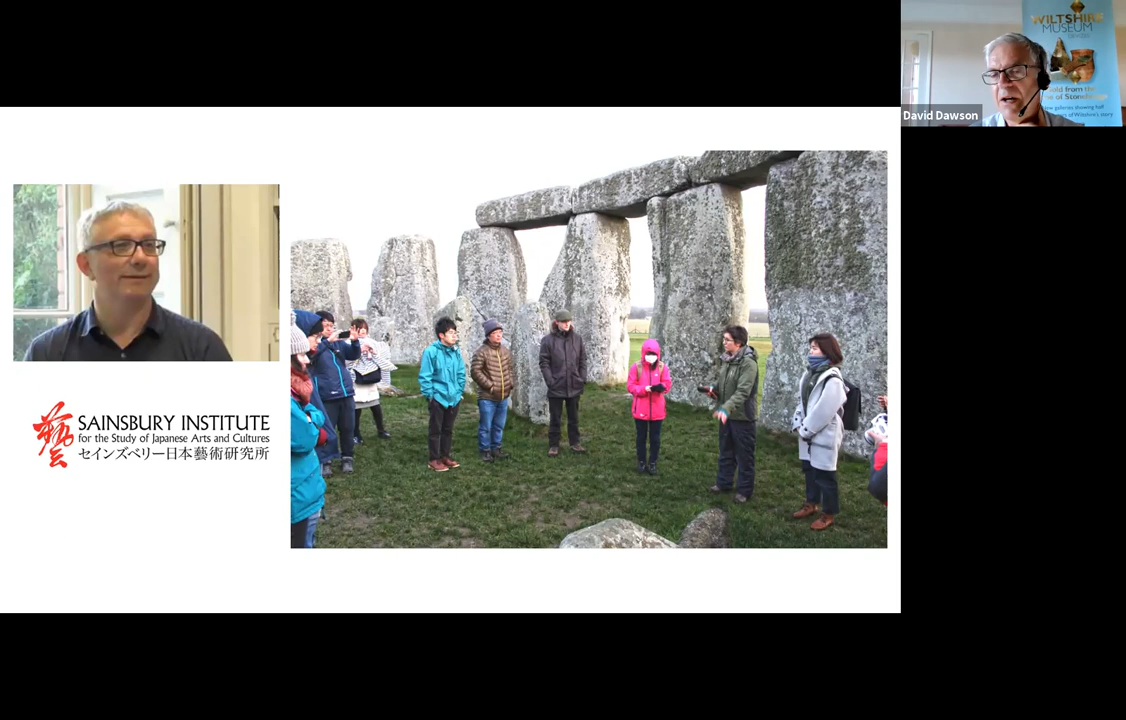 SAINSBURY INSTITUTE
for the Study of Japanese Arts and Cultures
セインズベリー日本藝術研究所
WILTSHIRE
MUSEUM
David Dawson